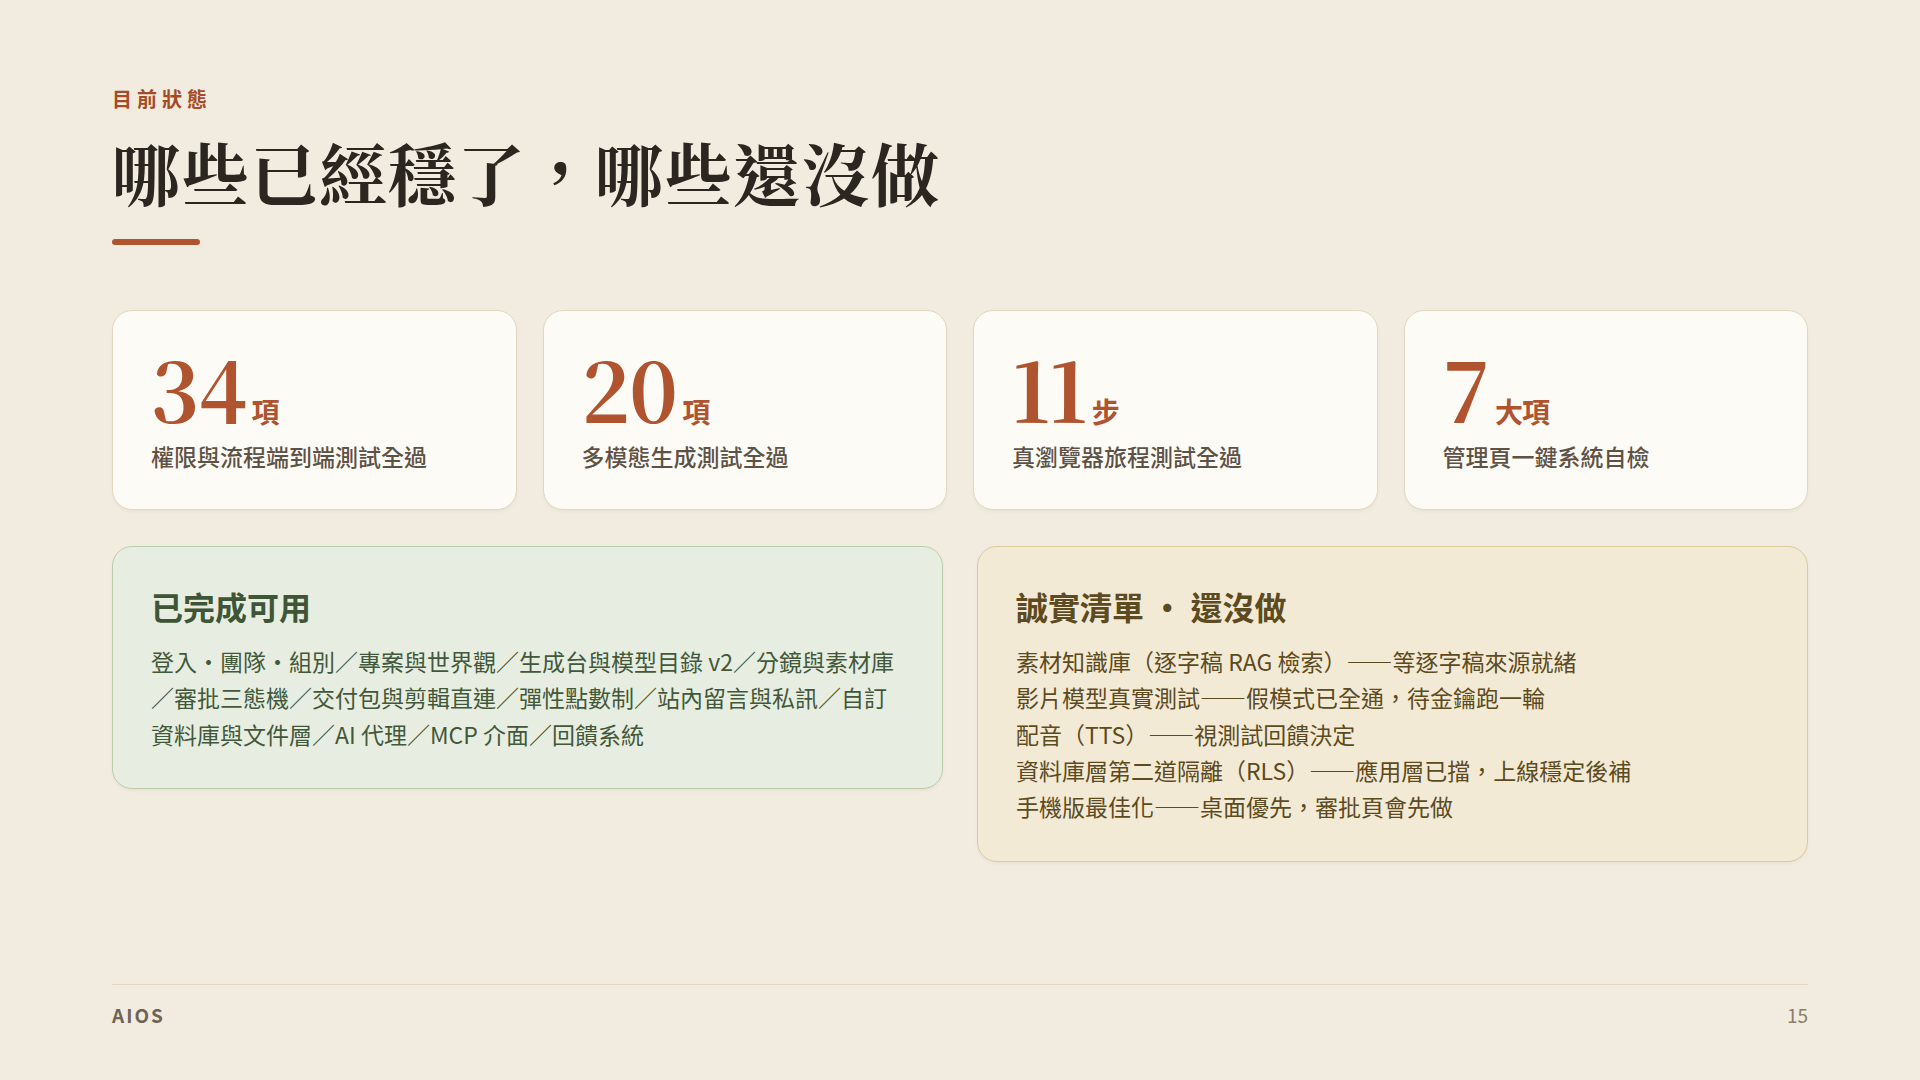 目前狀態
哪些已經穩了，哪些還沒做
34項
權限與流程端到端測試全過
20項
多模態生成測試全過
11步
真瀏覽器旅程測試全過
7大項
管理頁一鍵系統自檢
已完成可用
登入・團隊・組別／專案與世界觀／生成台與模型目錄 v2／分鏡與素材庫
／審批三態機／交付包與剪輯直連／彈性點數制／站內留言與私訊／自訂
資料庫與文件層／AI 代理／MCP 介面／回饋系統
誠實清單 ・ 還沒做
素材知識庫（逐字稿 RAG 檢索）——等逐字稿來源就緒
影片模型真實測試——假模式已全通，待金鑰跑一輪
配音（TTS）——視測試回饋決定
資料庫層第二道隔離（RLS）——應用層已擋，上線穩定後補
手機版最佳化——桌面優先，審批頁會先做
AIOS
15